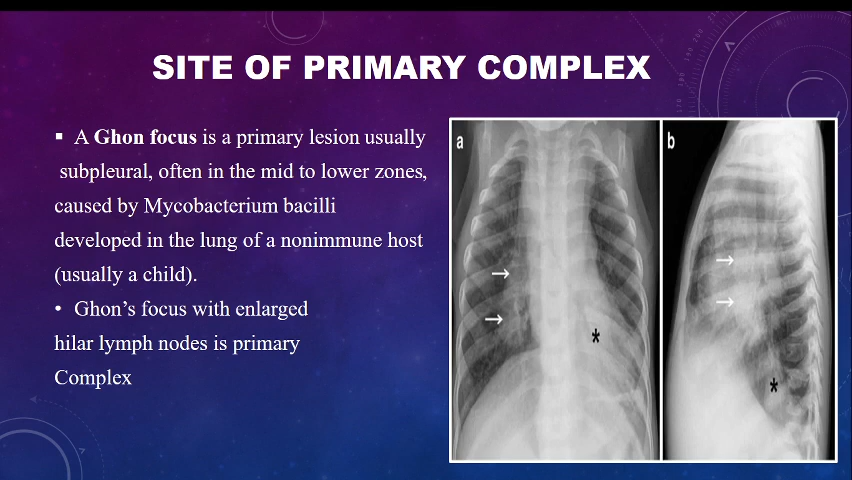 SITE OF PRIMARY COMPLEX
▪ A Ghon focus is a primary lesion usually
subpleural, often in the mid to lower zones,
caused by Mycobacterium bacilli
developed in the lung of a nonimmune host
(usually a child).
• Ghon’s focus with enlarged
hilar lymph nodes is primary
Complex
a
b
*
*